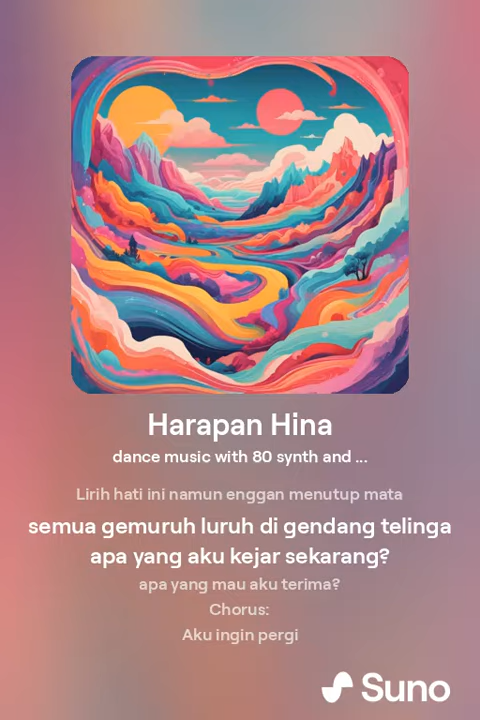 Harapan Hina
dance music with 80 synth and ...
Lirih hati ini namun enggan menutup mata
semua gemuruh luruh di gendang telinga
apa yang aku kejar sekarang?
apa yang mau aku terima?
Chorus:
Aku ingin pergi
Suno